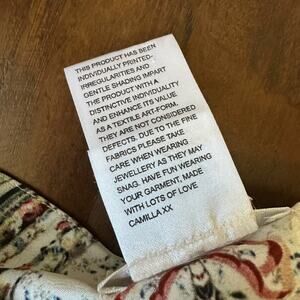 THIS PRODUCT HAS BEEN
INDIVIDUALLY PRINTED-
IRREGULARITIES AND
GENTLE SHADING IMPART
THE PRODUCT WITH A
DISTINCTIVE INDIVIDUALITY
AND ENHANCE ITS VALUE
AS A TEXTILE ART-FORM.
THEY ARE NOT CONSIDERED
DEFECTS. DUE TO THE FINE
FABRICS PLEASE TAKE
CARE WHEN WEARING
JEWELLERY AS THEY MAY
SNAG. HAVE FUN WEARING
YOUR GARMENT, MADE
WITH LOTS OF LOVE
CAMILLA XX